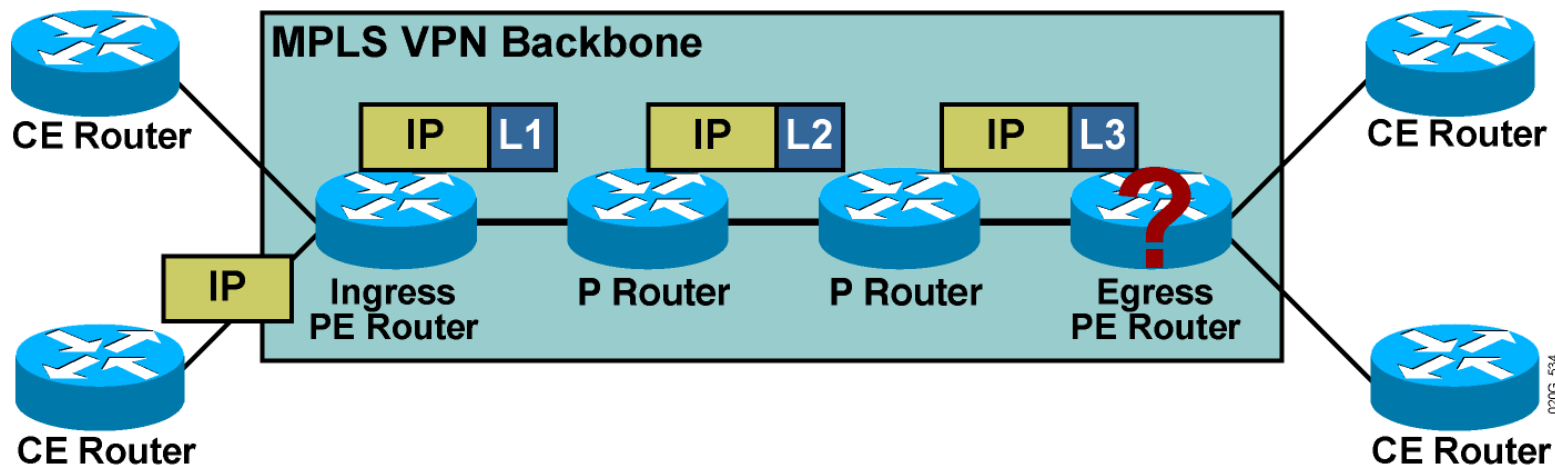 MPLS VPN Backbone
IP L1
IP L2
IP L3
?
CE Router
CE Router
IP
Ingress
PE Router
P Router
P Router
Egress
PE Router
CE Router
CE Router
020G_534